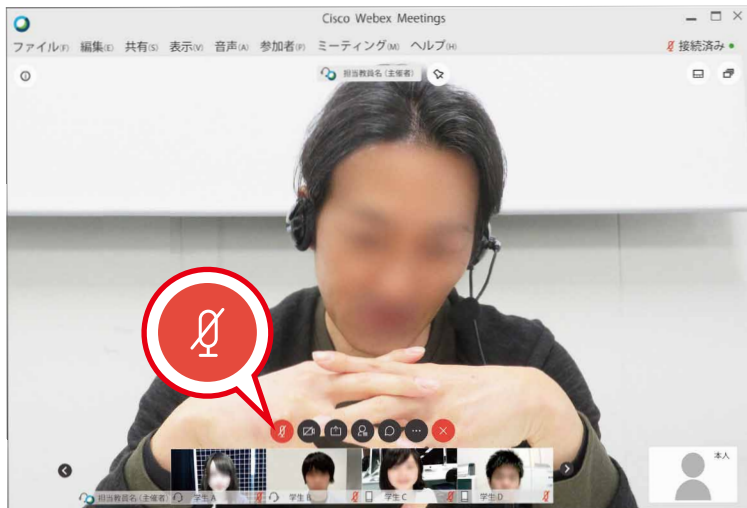 Cisco Webex Meetings
ファイル(F) 編集(E) 共有(S) 表示(V) 音声(A) 参加者(P) ミーティング(M) ヘルプ(H) 接続済み
担当教員名(主催者)
本人
担当教員名(主催者) 学生A 学生B 学生C 学生D